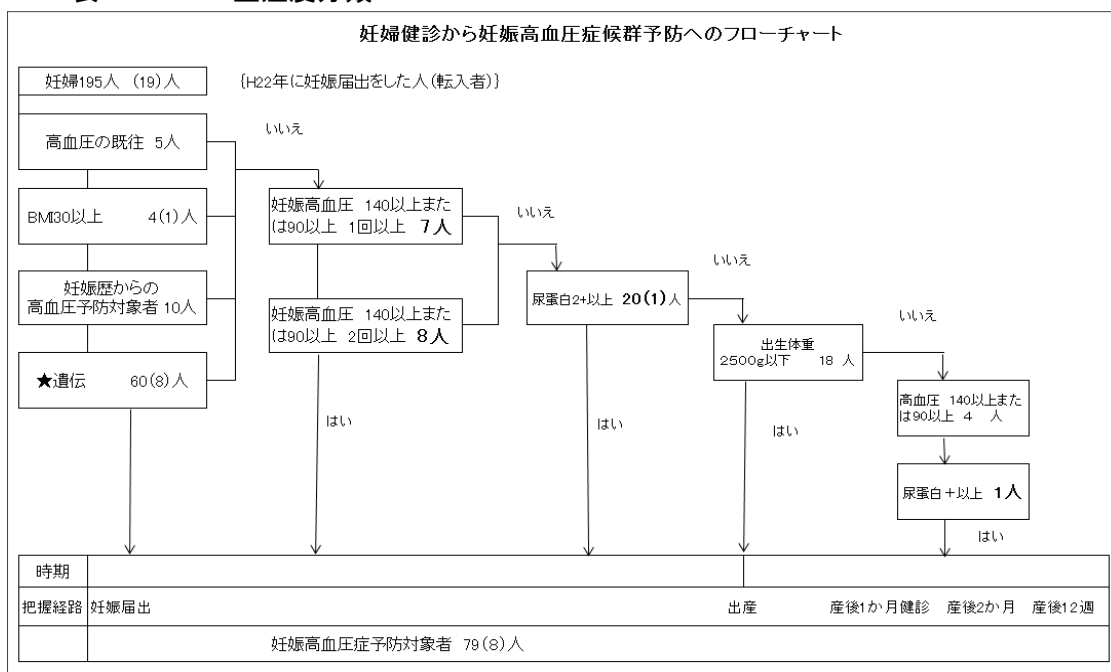 妊婦健診から妊娠高血圧症候群予防へのフローチャート
妊婦195人 (19)人
{H22年に妊娠届出をした人(転入者)}
高血圧の既往 5人
いいえ
BMI30以上 4(1)人
妊娠高血圧 140以上また
は90以上 1回以上 7人
いいえ
妊娠歴からの
高血圧予防対象者 10人
尿蛋白2+以上 20(1)人
いいえ
妊娠高血圧 140以上また
は90以上 2回以上 8人
出生体重
2500g以下 18 人
いいえ
★遺伝 60(8)人
高血圧 140以上また
は90以上 4 人
はい
はい
はい
尿蛋白+以上 1人
はい
時期
把握経路 妊娠届出 出産 産後1か月健診 産後2か月 産後12週
妊娠高血圧症予防対象者 79(8)人